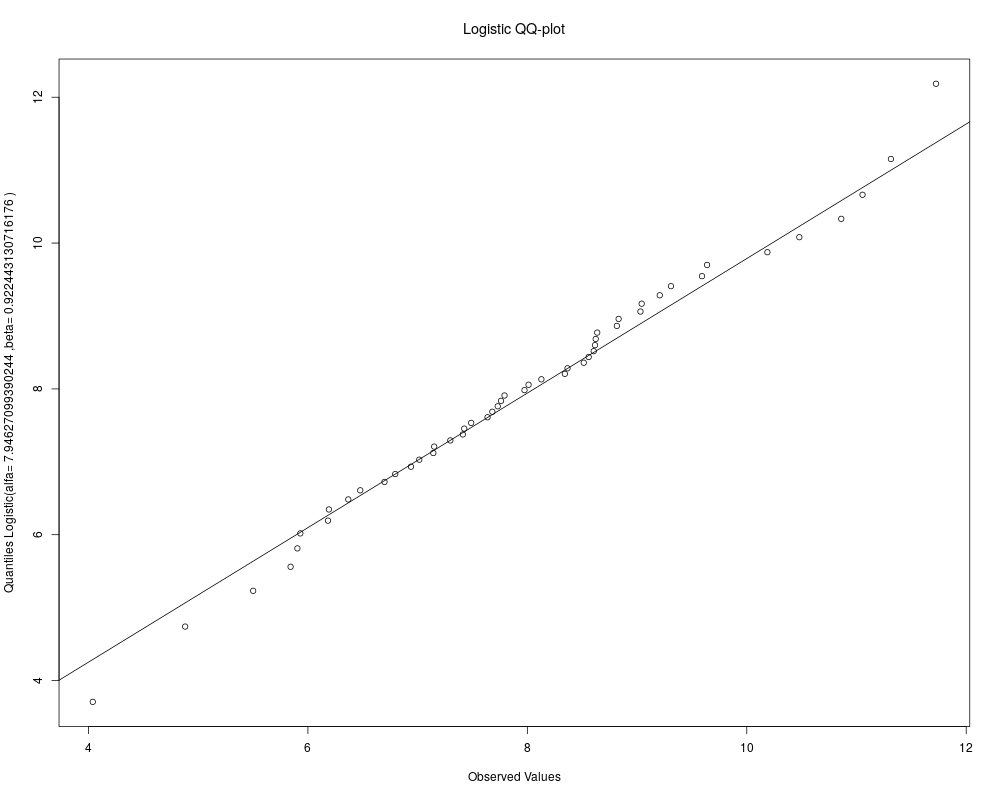 Logistic QQ-plot
Quantiles Logistic(alfa= 7.94627099390244 ,beta= 0.922443130716176 )
12
10
8
6
4
4 6 8 10 12
Observed Values